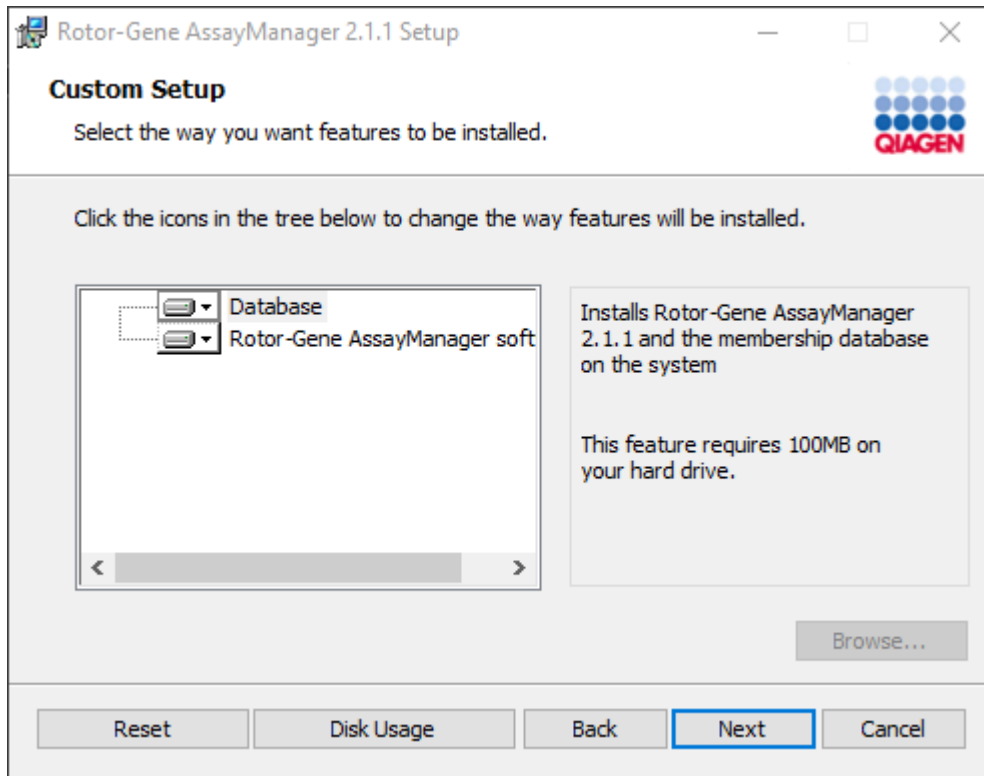 Rotor-Gene AssayManager 2.1.1 Setup
Custom Setup
Select the way you want features to be installed.
QIAGEN
Click the icons in the tree below to change the way features will be installed.
Database
Rotor-Gene AssayManager soft
Installs Rotor-Gene AssayManager
2.1.1 and the membership database
on the system
This feature requires 100MB on
your hard drive.
Browse...
Reset
Disk Usage
Back
Next
Cancel